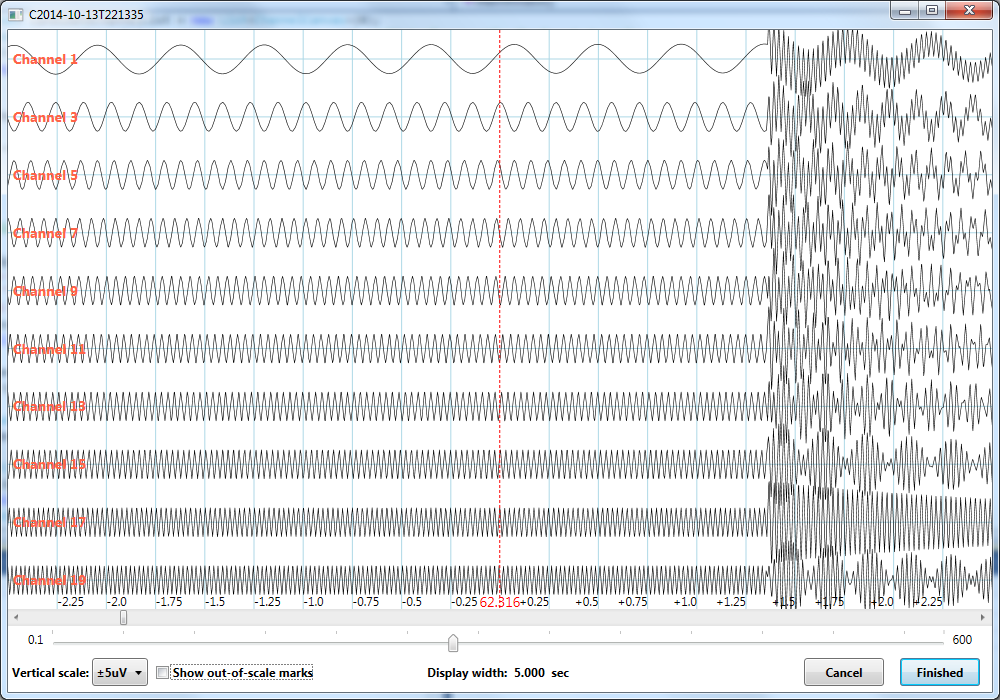 C2014-10-13T221335
Channel 1
Channel 3
Channel 5
Channel 7
Channel 9
Channel 11
Channel 13
Channel 15
Channel 17
Channel 19
-2.25 -2.0 -1.75 -1.5 -1.25 -1.0 -0.75 -0.5 -0.25 62.316 +0.25 +0.5 +0.75 +1.0 +1.25 +1.5 +1.75 +2.0 +2.25
0.1 600
Vertical scale: ±5uV Show out-of-scale marks Display width: 5.000 sec Cancel Finished